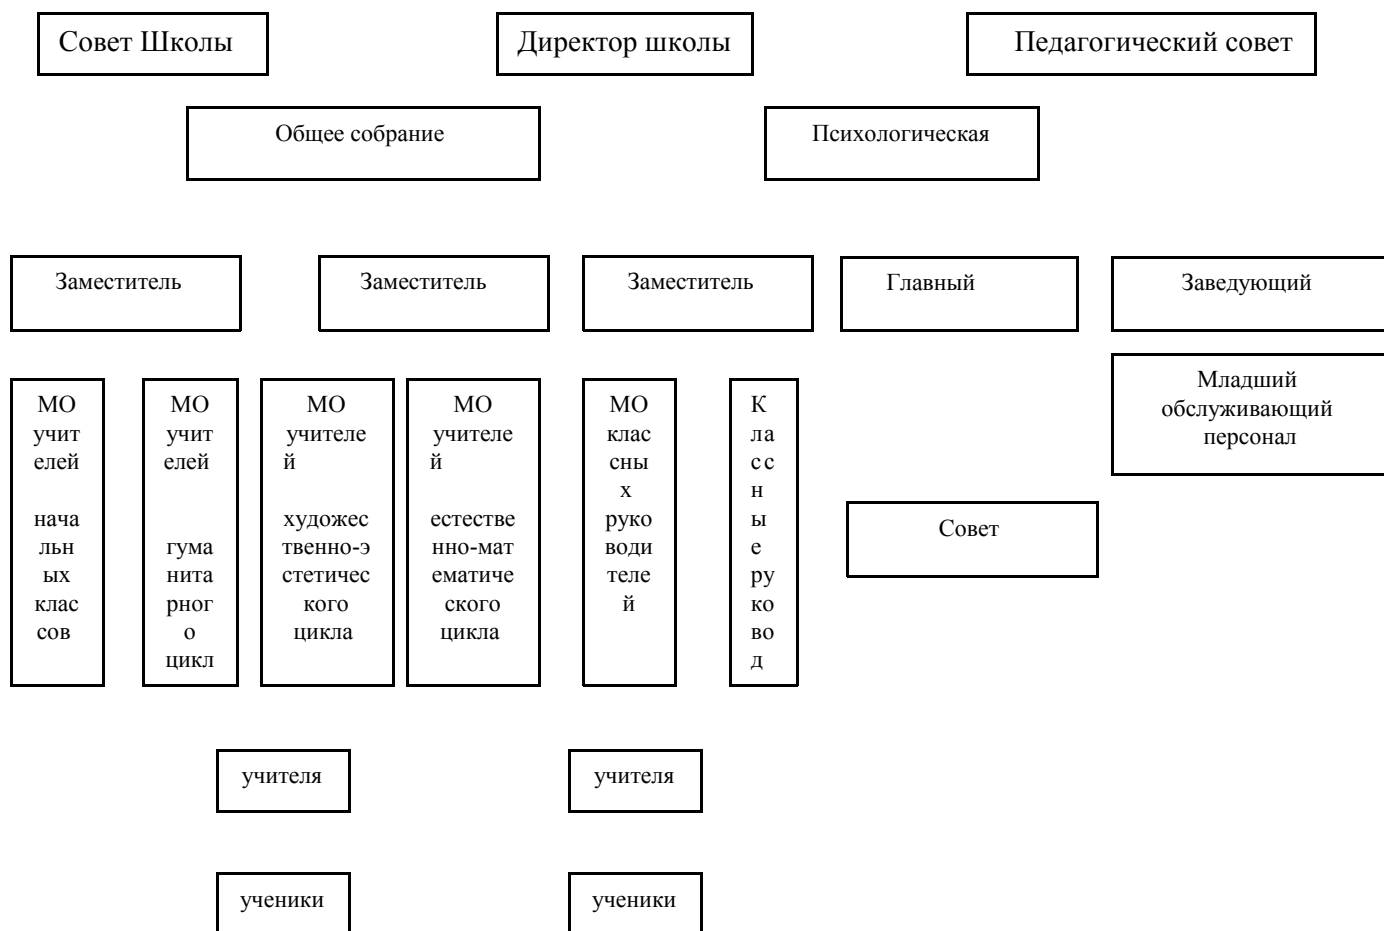 Совет Школы
Директор школы
Педагогический совет
Общее собрание
Психологическая
Заместитель
Заместитель
Заместитель
Главный
Заведующий
Младший
обслуживающий
персонал
МО
учит
елей
нача
льн
ых
клас
сов
МО
учит
елей
гума
нита
рног
о
цикл
МО
учителе
й
художес
твенно-э
стетичес
кого
цикла
МО
учителе
й
естестве
нно-мат
ематиче
ского
цикла
МО
клас
сны
х
руко
води
теле
й
К
ла
сс
н
ы
е
ру
ко
во
д
Совет
учителя
учителя
ученики
ученики